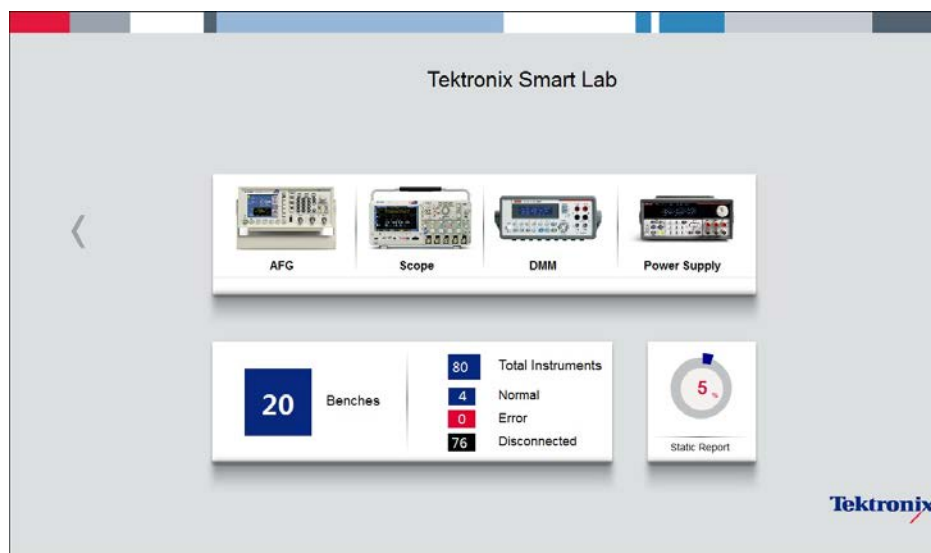 Tektronix Smart Lab
AFG
Scope
DMM
Power Supply
20
Benches
80 Total Instruments
4 Normal
0 Error
76 Disconnected
5 %
Static Report
Tektronix